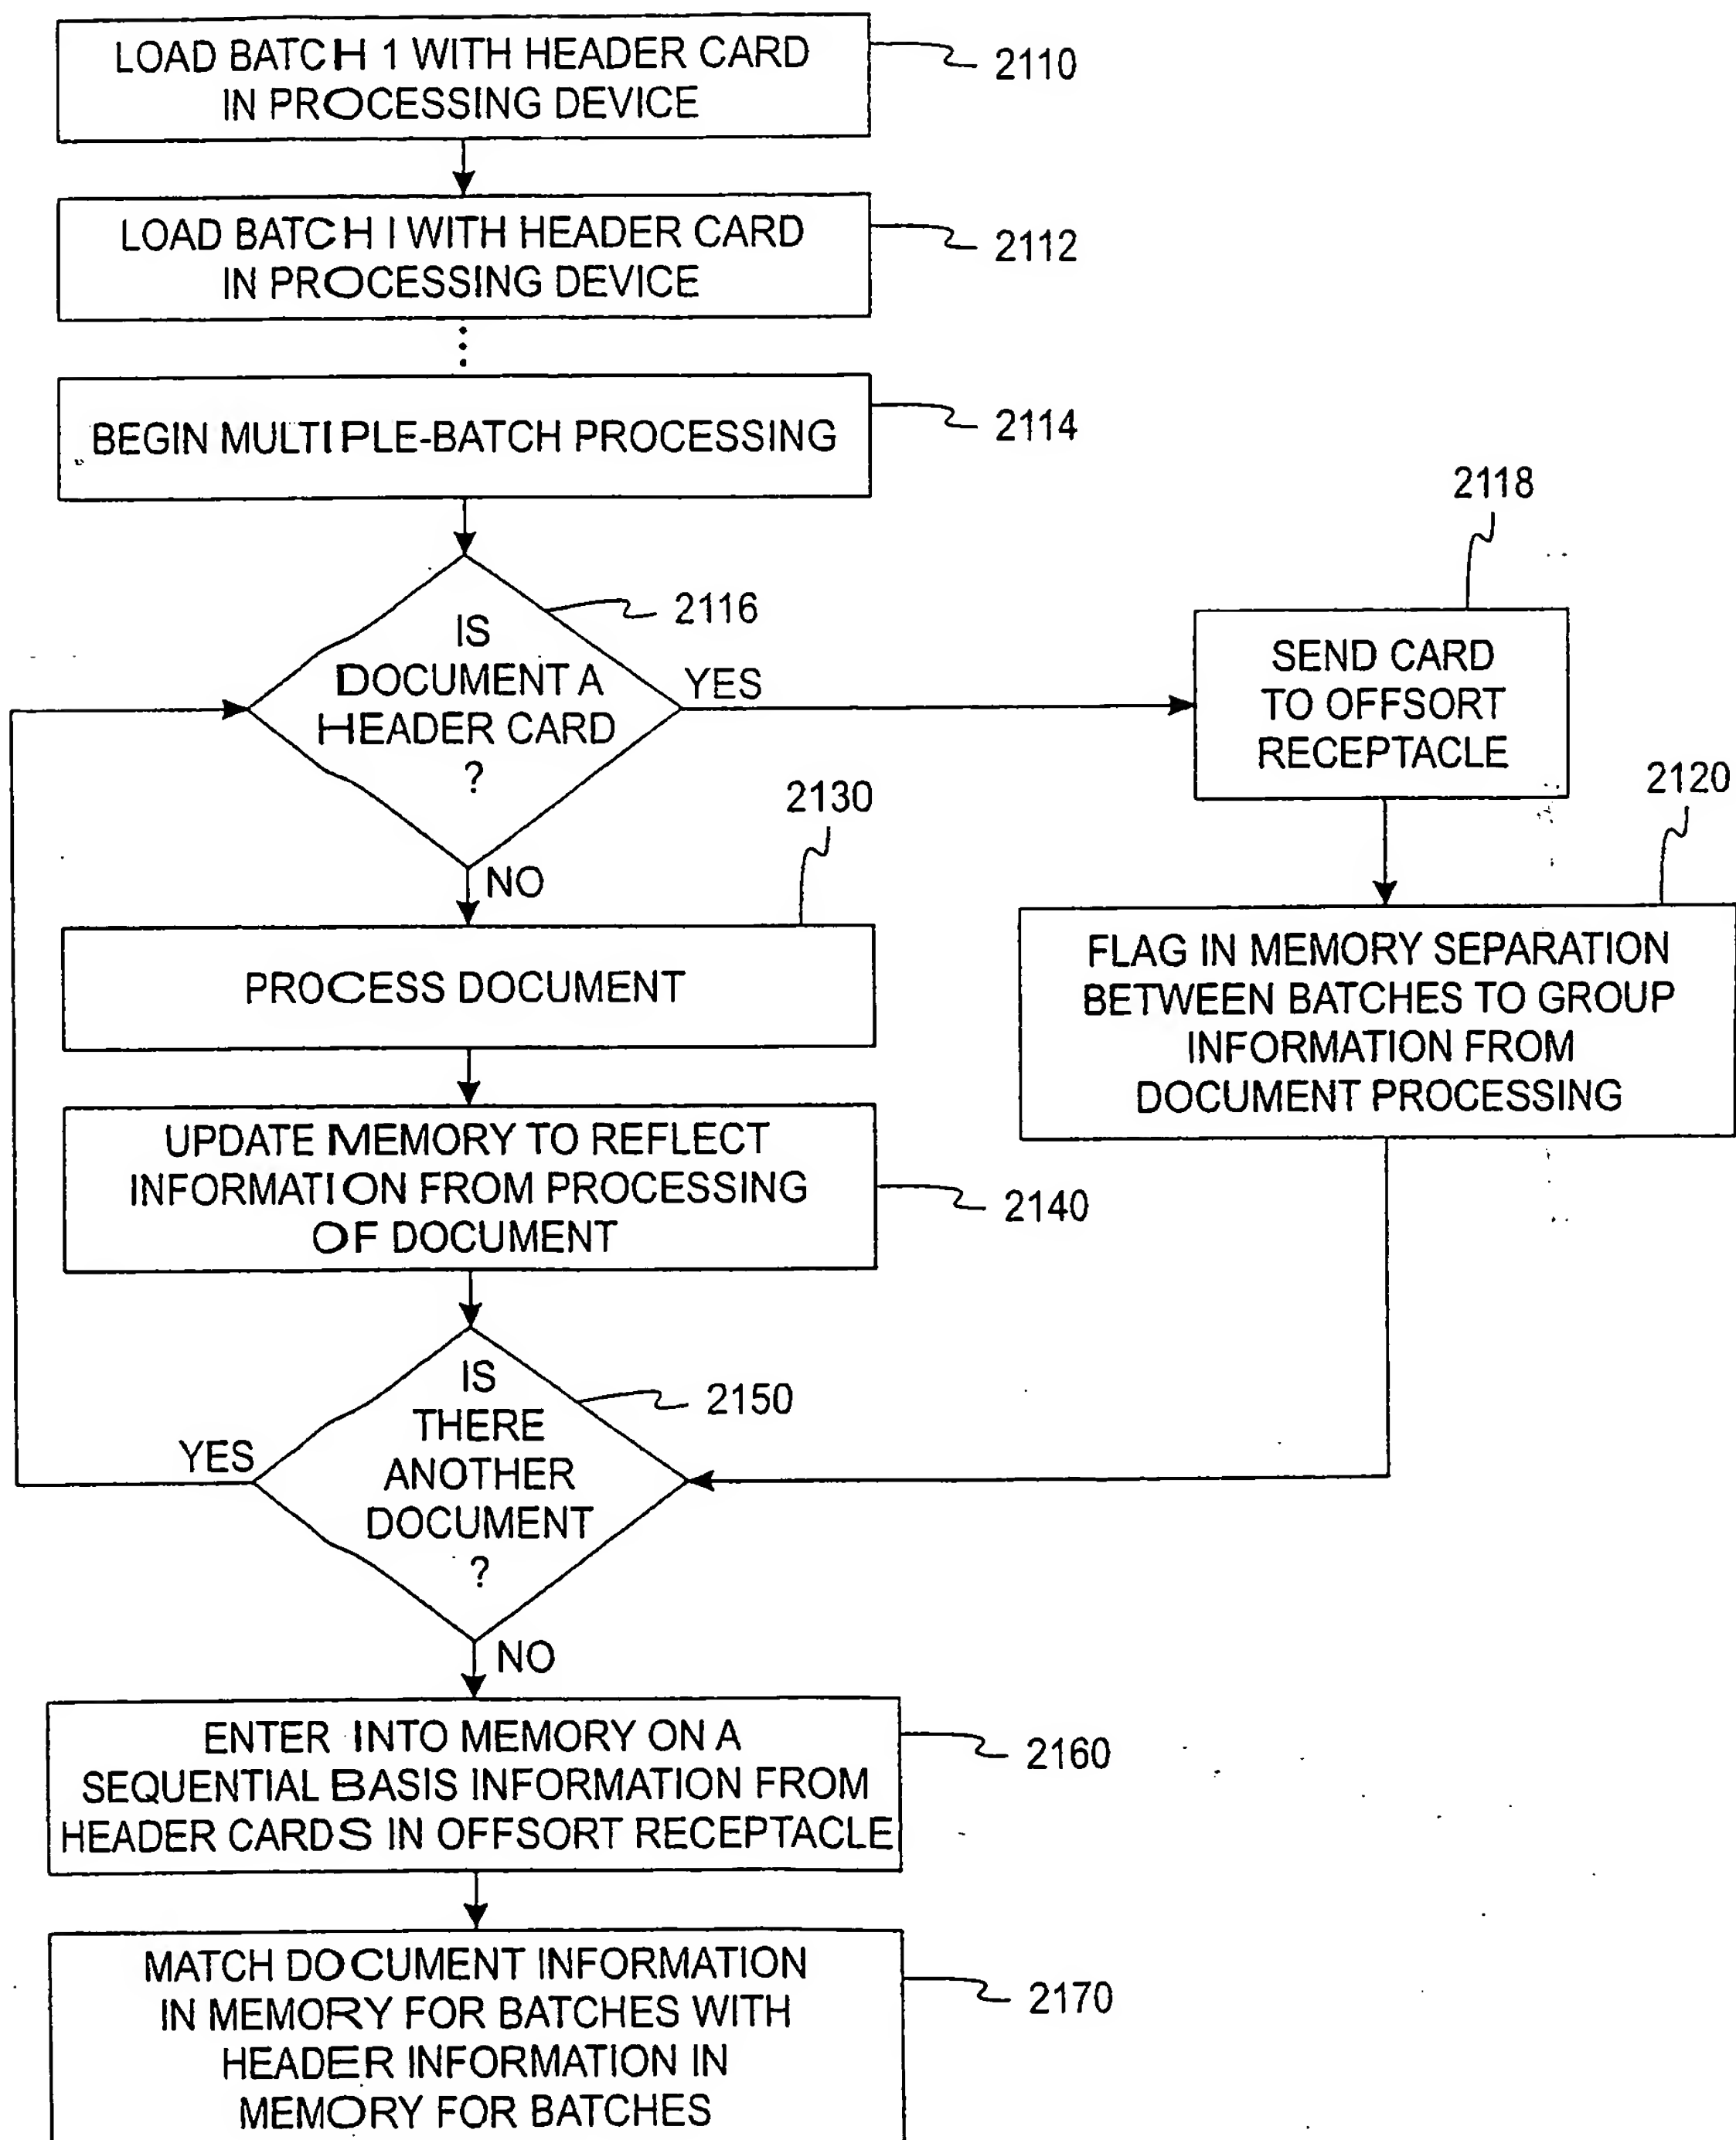 LOAD BATCH 1 WITH HEADER CARD
IN PROCESSING DEVICE
2110
LOAD BATCH I WITH HEADER CARD
IN PROCESSING DEVICE
2112
BEGIN MULTIPLE-BATCH PROCESSING
2114
2118
IS
DOCUMENT A
HEADER CARD
?
2116
YES
SEND CARD
TO OFFSORT
RECEPTACLE
2130
2120
NO
PROCESS DOCUMENT
FLAG IN MEMORY SEPARATION
BETWEEN BATCHES TO GROUP
INFORMATION FROM
DOCUMENT PROCESSING
UPDATE MEMORY TO REFLECT
INFORMATION FROM PROCESSING
OF DOCUMENT
2140
IS
THERE
ANOTHER
DOCUMENT
?
2150
YES
NO
ENTER INTO MEMORY ON A
SEQUENTIAL BASIS INFORMATION FROM
HEADER CARDS IN OFFSORT RECEPTACLE
2160
MATCH DOCUMENT INFORMATION
IN MEMORY FOR BATCHES WITH
HEADER INFORMATION IN
MEMORY FOR BATCHES
2170